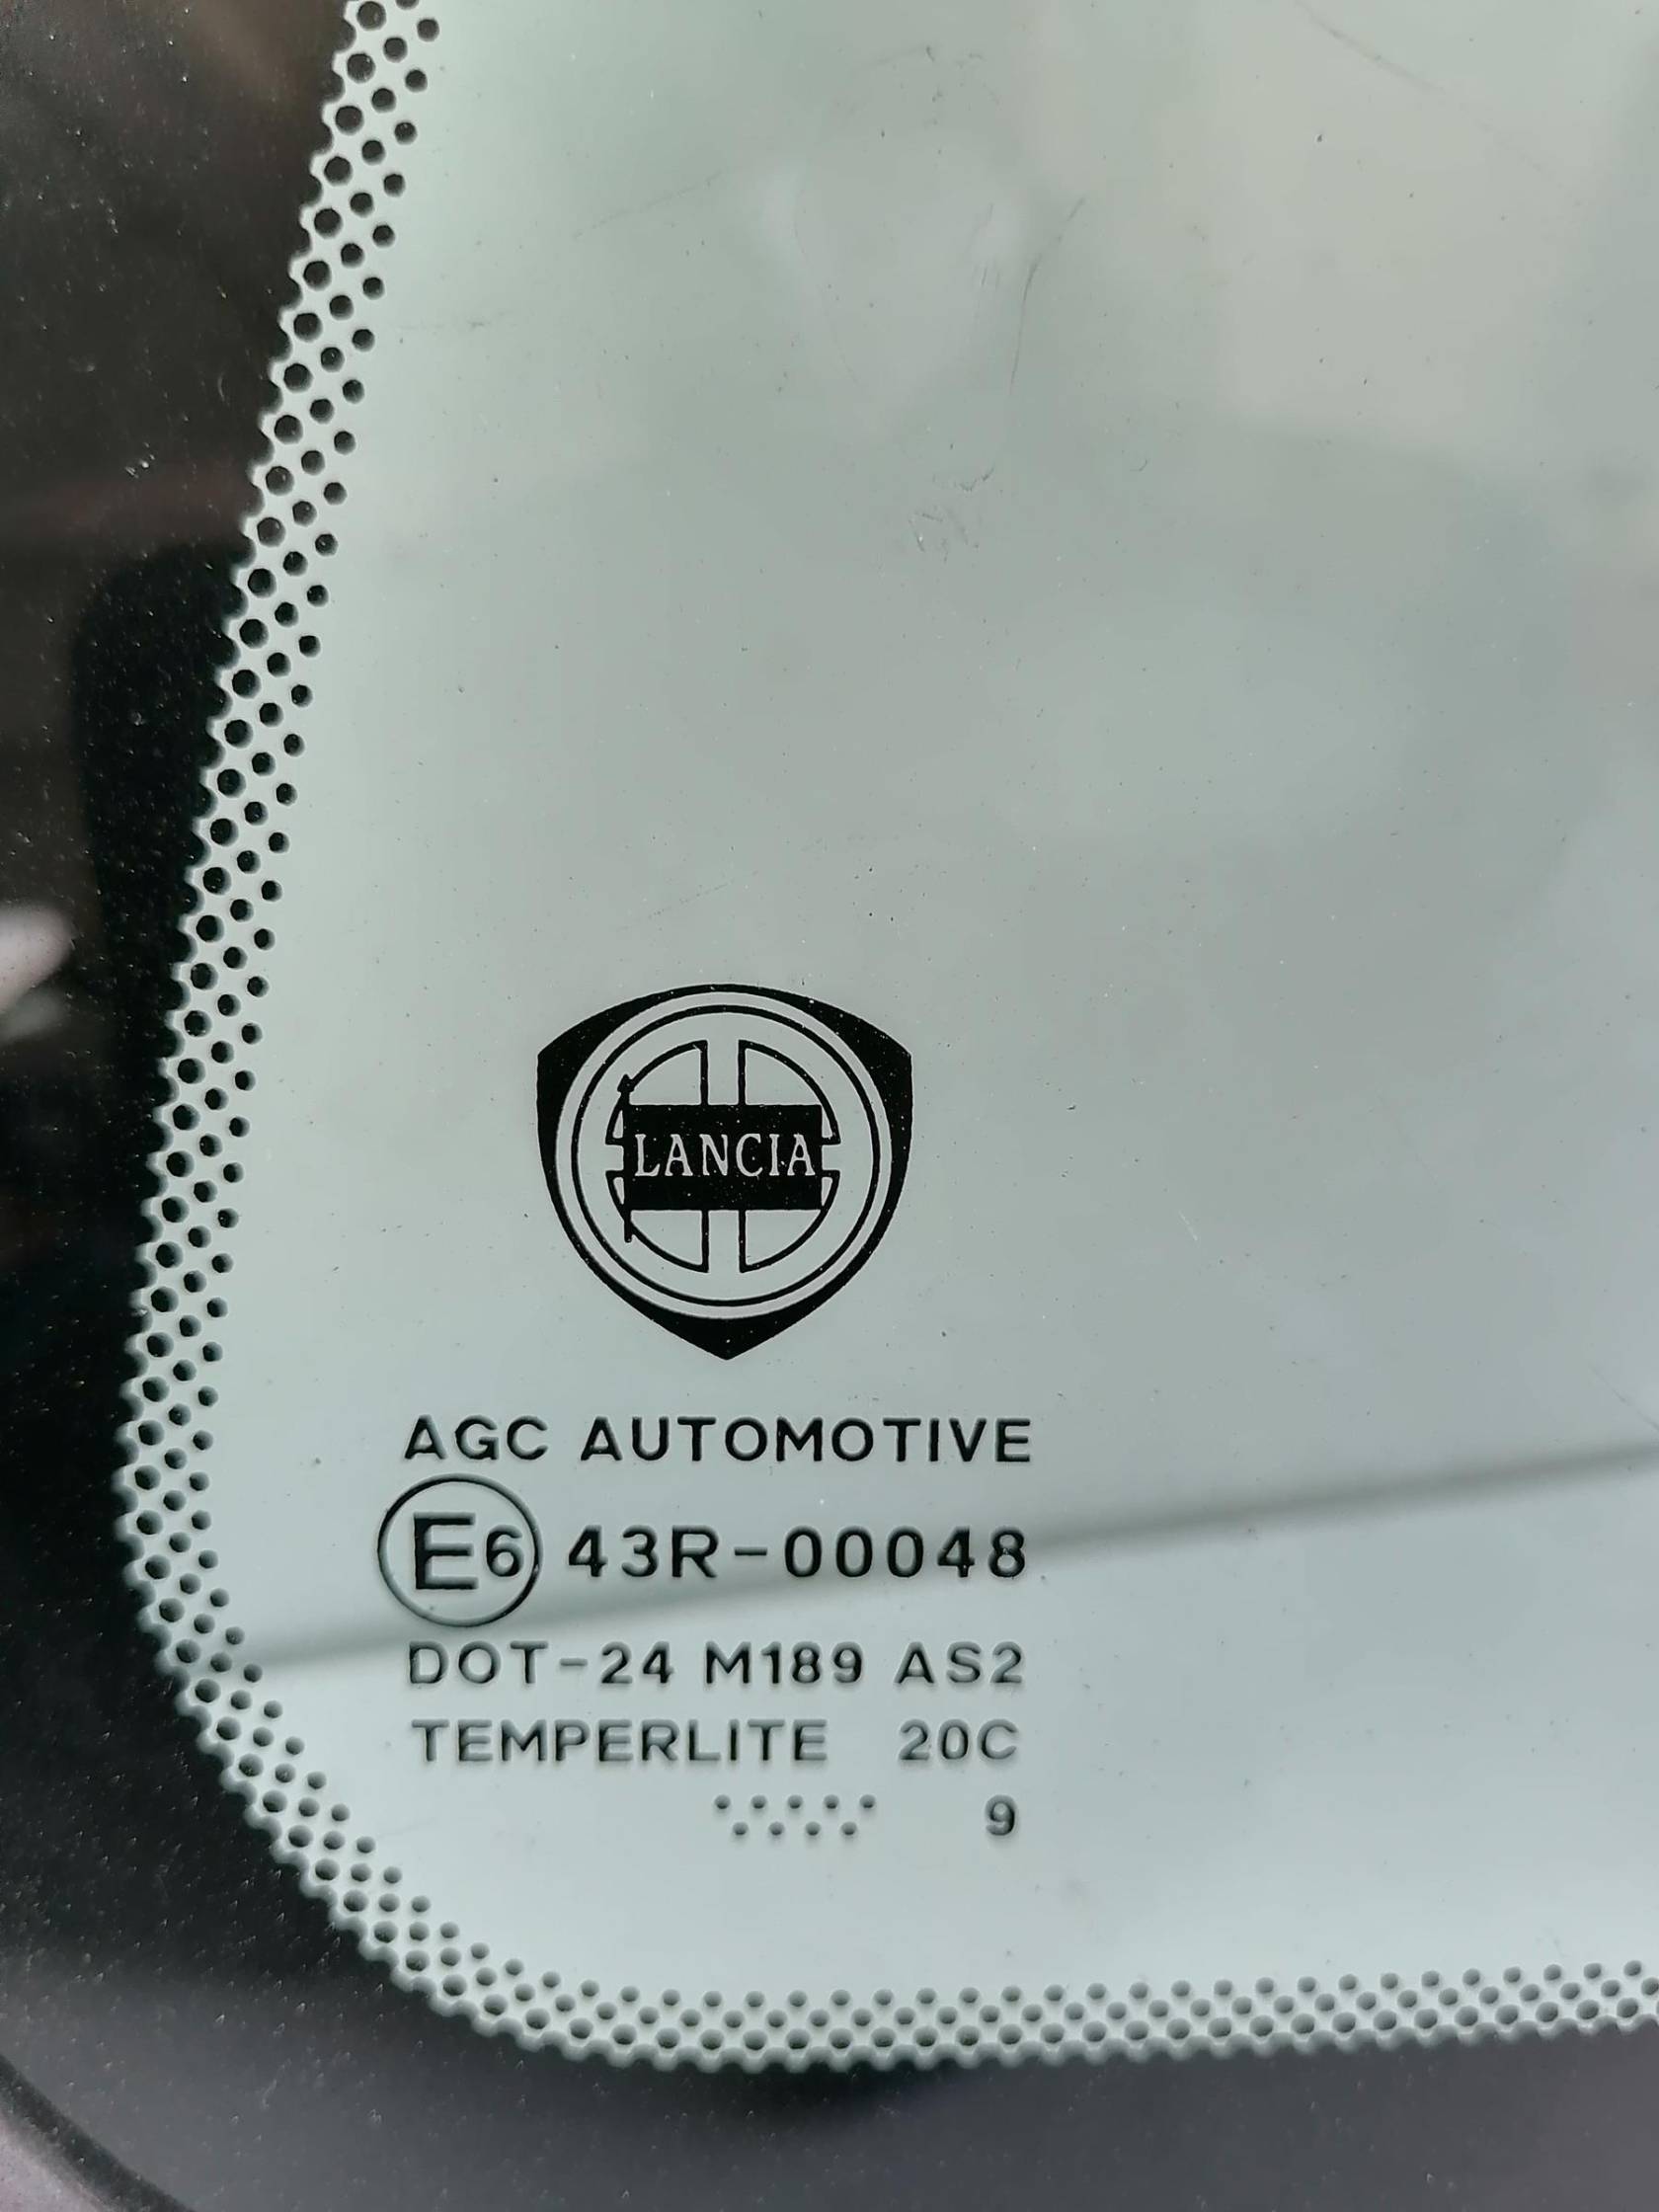 LANCIA
AGC AUTOMOTIVE
E6 43R-00048
DOT-24 M189 AS2
TEMPERLITE 20C
9